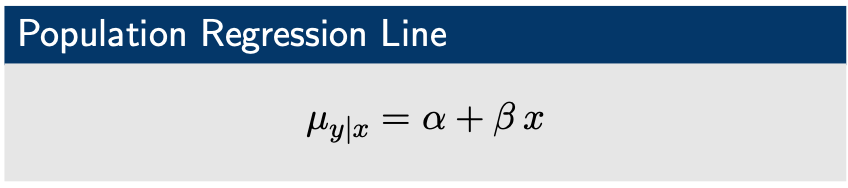 Population Regression Line
μ_{y|x} = α + β x